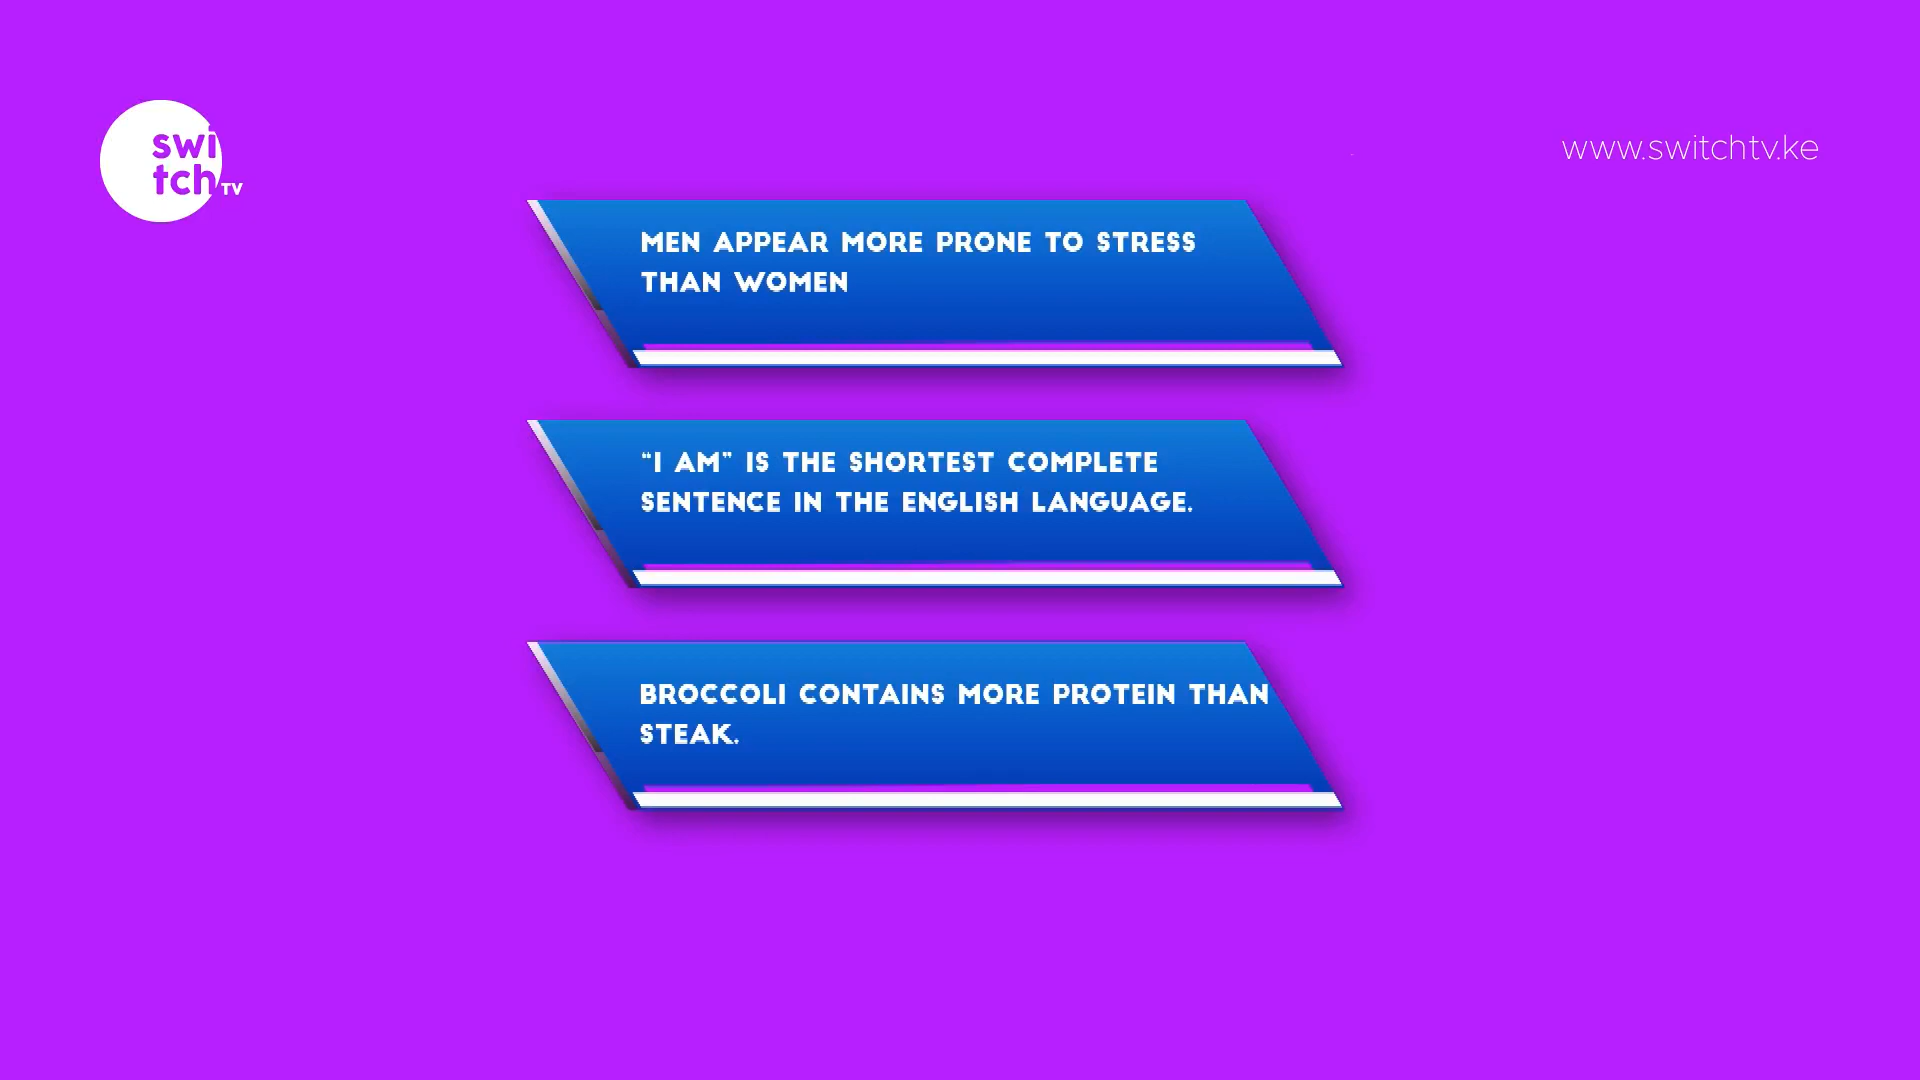 swi
tch TV
www.switchtv.ke
MEN APPEAR MORE PRONE TO STRESS
THAN WOMEN
“I AM” IS THE SHORTEST COMPLETE
SENTENCE IN THE ENGLISH LANGUAGE.
BROCCOLI CONTAINS MORE PROTEIN THAN
STEAK.